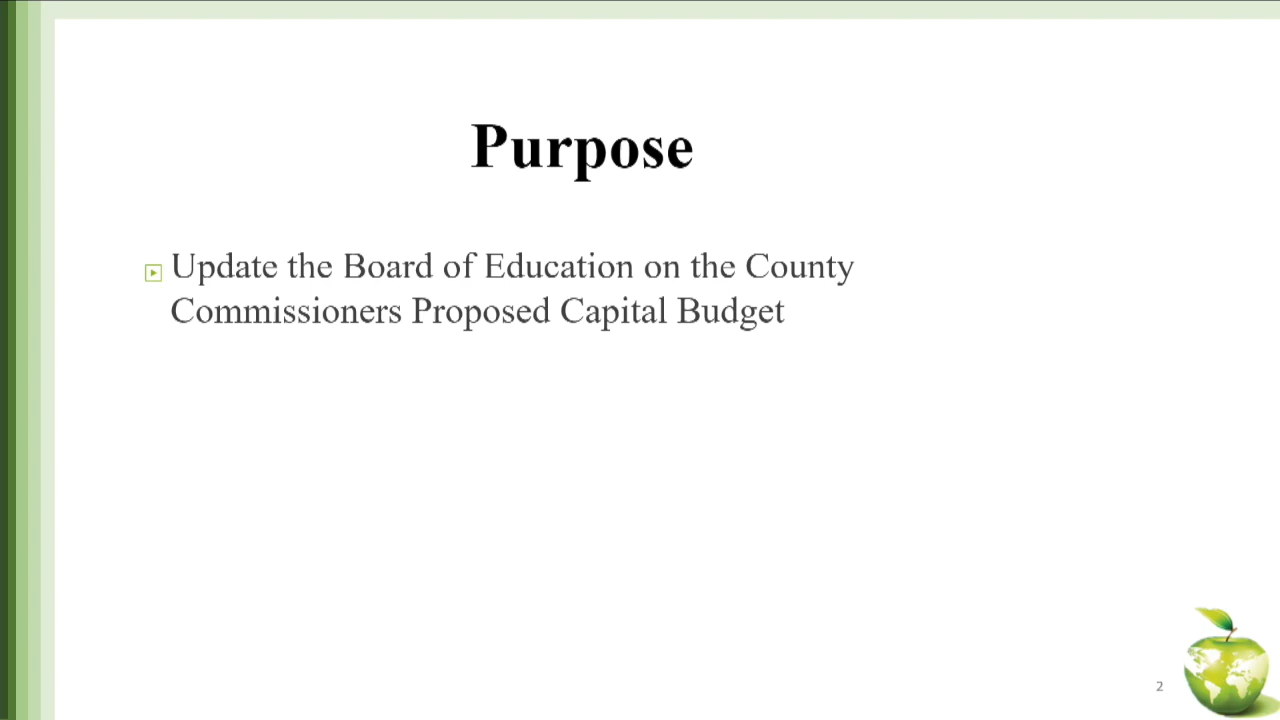 Purpose
Update the Board of Education on the County
Commissioners Proposed Capital Budget
2